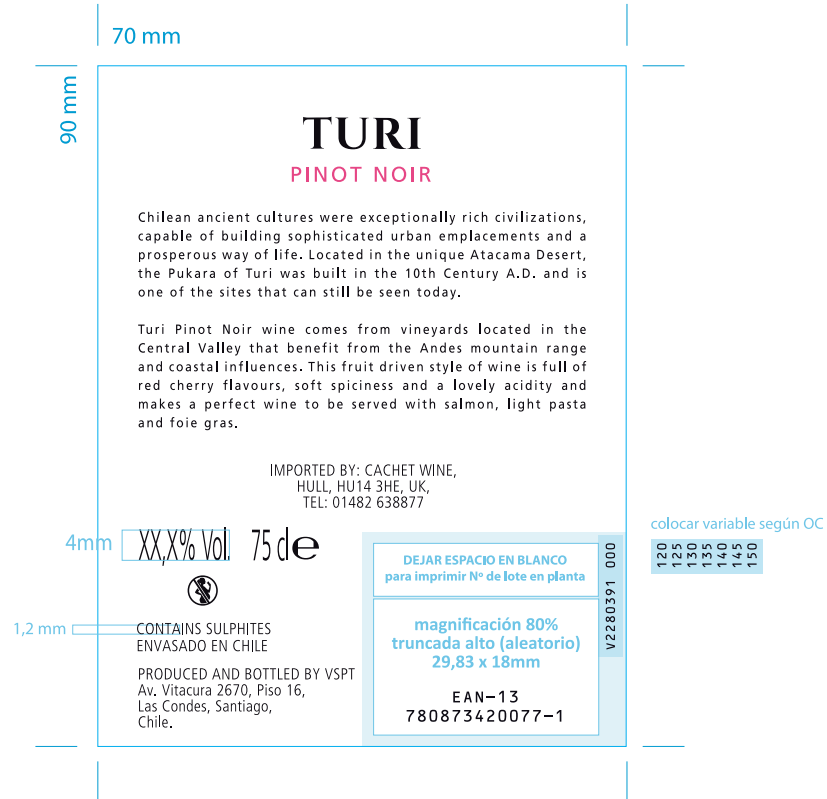 70 mm
90 mm
TURI
PINOT NOIR
Chilean ancient cultures were exceptionally rich civilizations,
capable of building sophisticated urban emplacements and a
prosperous way of life. Located in the unique Atacama Desert,
the Pukara of Turi was built in the 10th Century A.D. and is
one of the sites that can still be seen today.
Turi Pinot Noir wine comes from vineyards located in the
Central Valley that benefit from the Andes mountain range
and coastal influences. This fruit driven style of wine is full of
red cherry flavours, soft spiciness and a lovely acidity and
makes a perfect wine to be served with salmon, light pasta
and foie gras.
IMPORTED BY: CACHET WINE,
HULL, HU14 3HE, UK,
TEL: 01482 638877
4mm
XX,X% Vol. 75 cl e
1,2 mm
CONTAINS SULPHITES
ENVASADO EN CHILE
PRODUCED AND BOTTLED BY VSPT
Av. Vitacura 2670, Piso 16,
Las Condes, Santiago,
Chile.
DEJAR ESPACIO EN BLANCO
para imprimir Nº de lote en planta
magnificación 80%
truncada alto (aleatorio)
29,83 x 18mm
EAN-13
780873420077-1
V2280391 000
colocar variable según OC
120
125
130
135
140
145
150